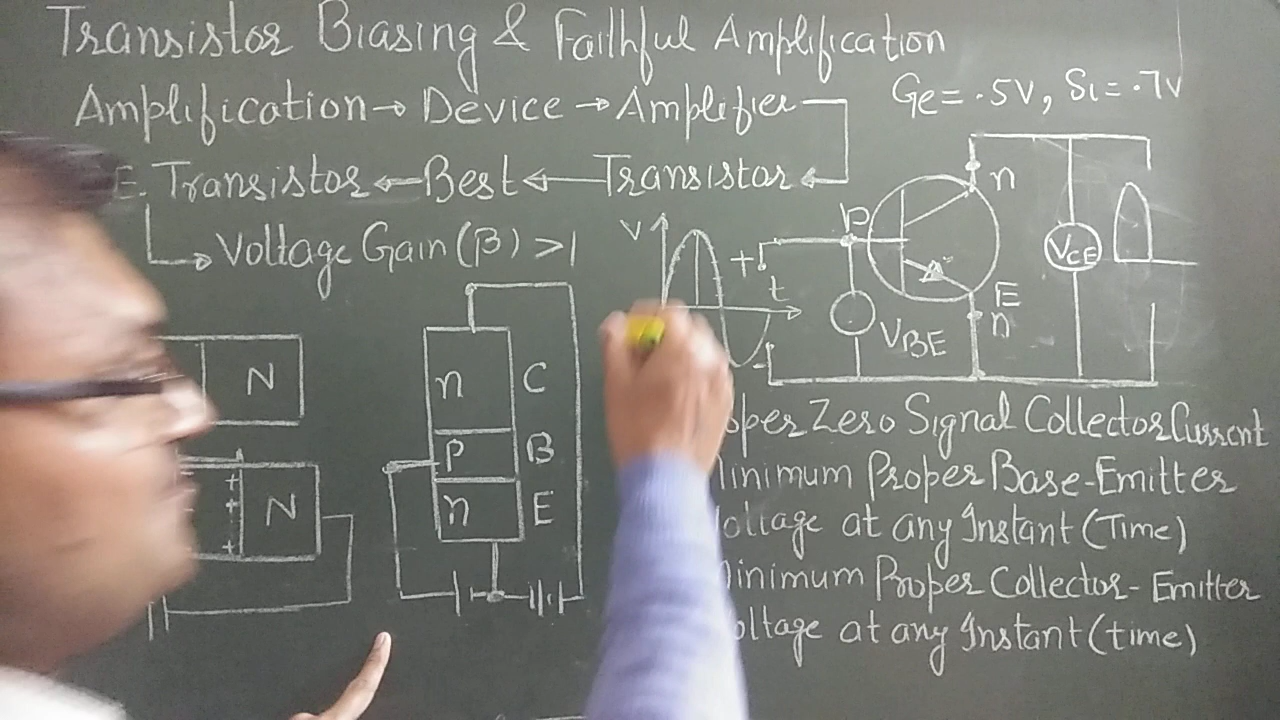 Transistor Biasing & Faithful Amplification
Amplification → Device → Amplifier
Ge = .5V, Si = .7V
E. Transistor ← Best ← Transistor
Voltage Gain (β) > 1
V
t
+
-
P
n
E
n
VBE
VCE
N
N
+
+
+
n C
P B
n E
Zero Signal Collector Current
inimum Proper Base-Emitter
oltage at any Instant (Time)
inimum Proper Collector-Emitter
oltage at any Instant (time)